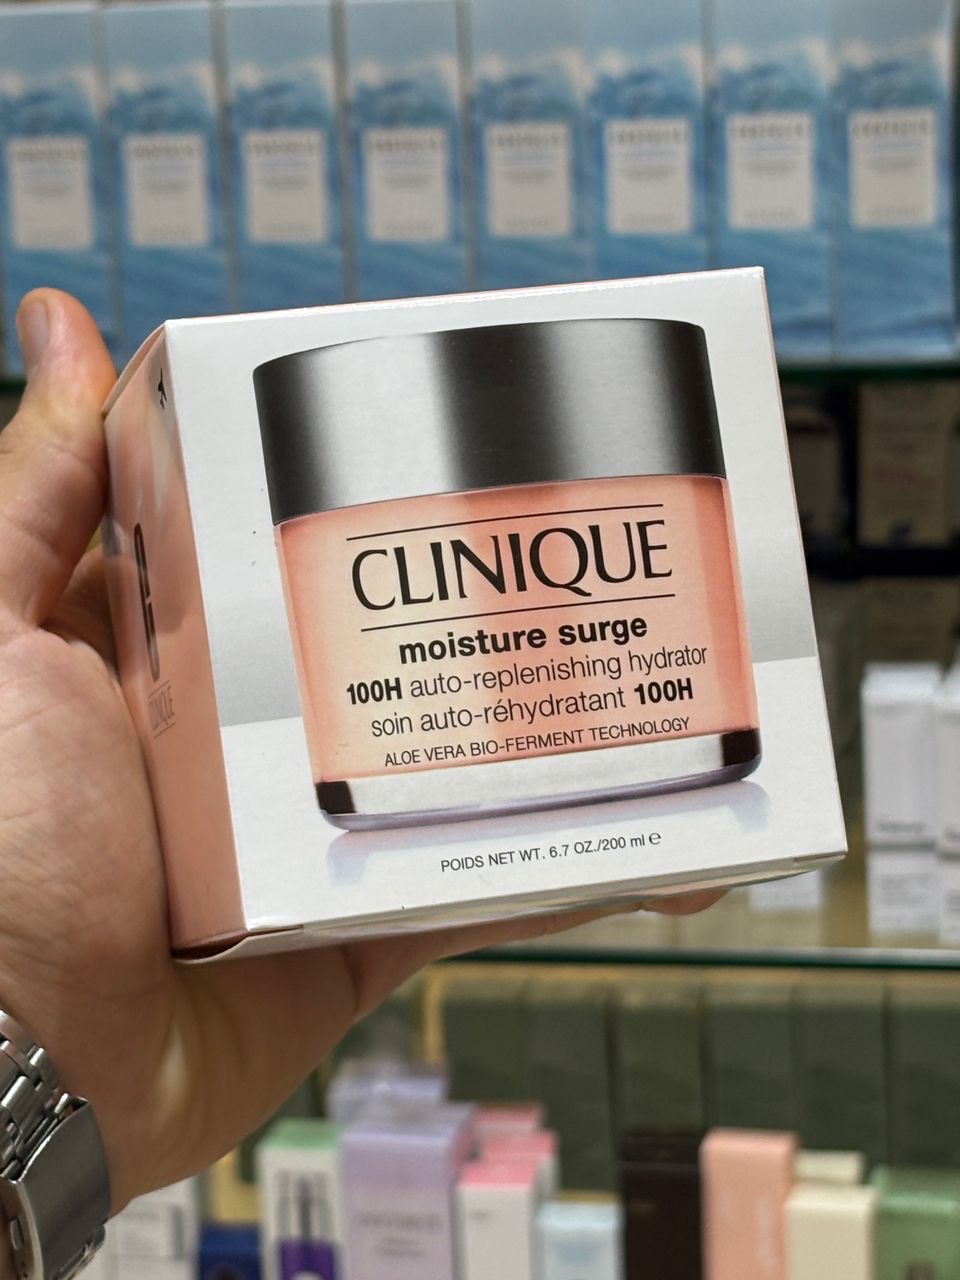 CLINIQUE
moisture surge
100H auto-replenishing hydrator
soin auto-réhydratant 100H
ALOE VERA BIO-FERMENT TECHNOLOGY
POIDS NET WT. 6.7 OZ./200 ml ℮
CLINIQUE